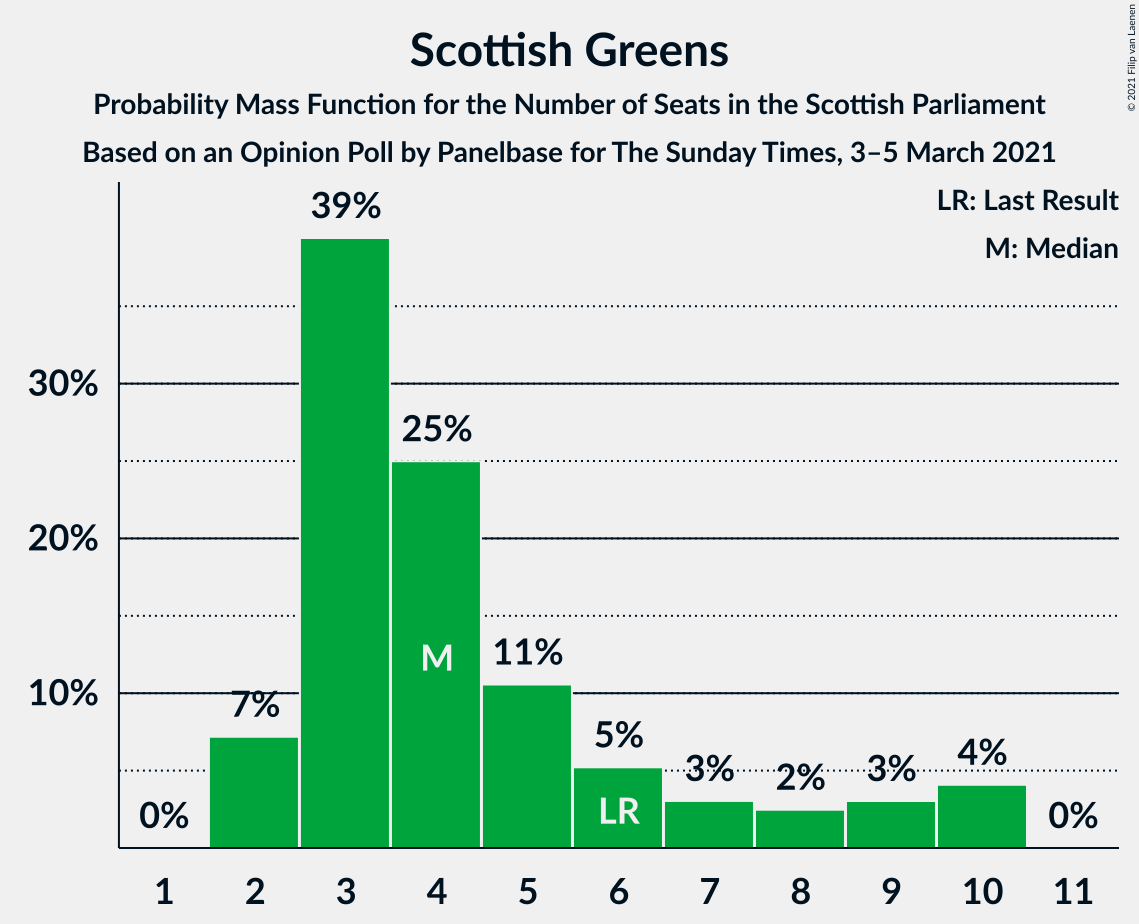 Scottish Greens
Probability Mass Function for the Number of Seats in the Scottish Parliament
Based on an Opinion Poll by Panelbase for The Sunday Times, 3–5 March 2021
© 2021 Filip van Laenen
LR: Last Result
M: Median
39%
30%
25%
20%
M
11%
10%
7%
5%
3%
2%
3%
4%
0%
LR
0%
1 2 3 4 5 6 7 8 9 10 11